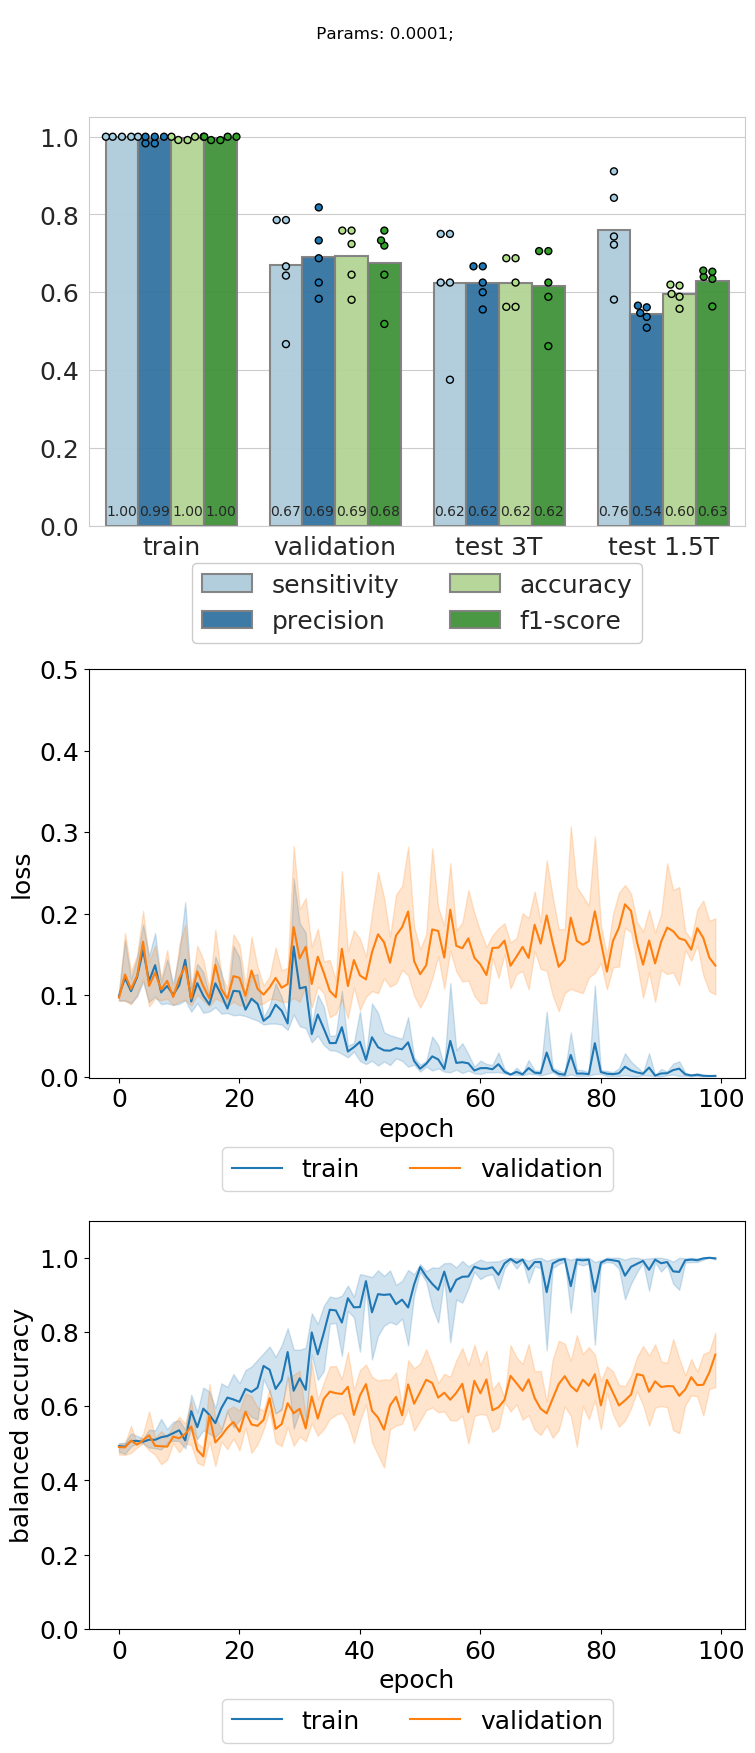 Params: 0.0001;
1.0
0.8
0.6
0.4
0.2
0.0
1.00 0.99 1.00 1.00 0.67 0.69 0.69 0.68 0.62 0.62 0.62 0.62 0.76 0.54 0.60 0.63
train validation test 3T test 1.5T
sensitivity accuracy
precision f1-score
0.5
0.4
0.3
0.2
0.1
0.0
loss
0 20 40 60 80 100
epoch
train validation
1.0
0.8
0.6
0.4
0.2
0.0
balanced accuracy
0 20 40 60 80 100
epoch
train validation